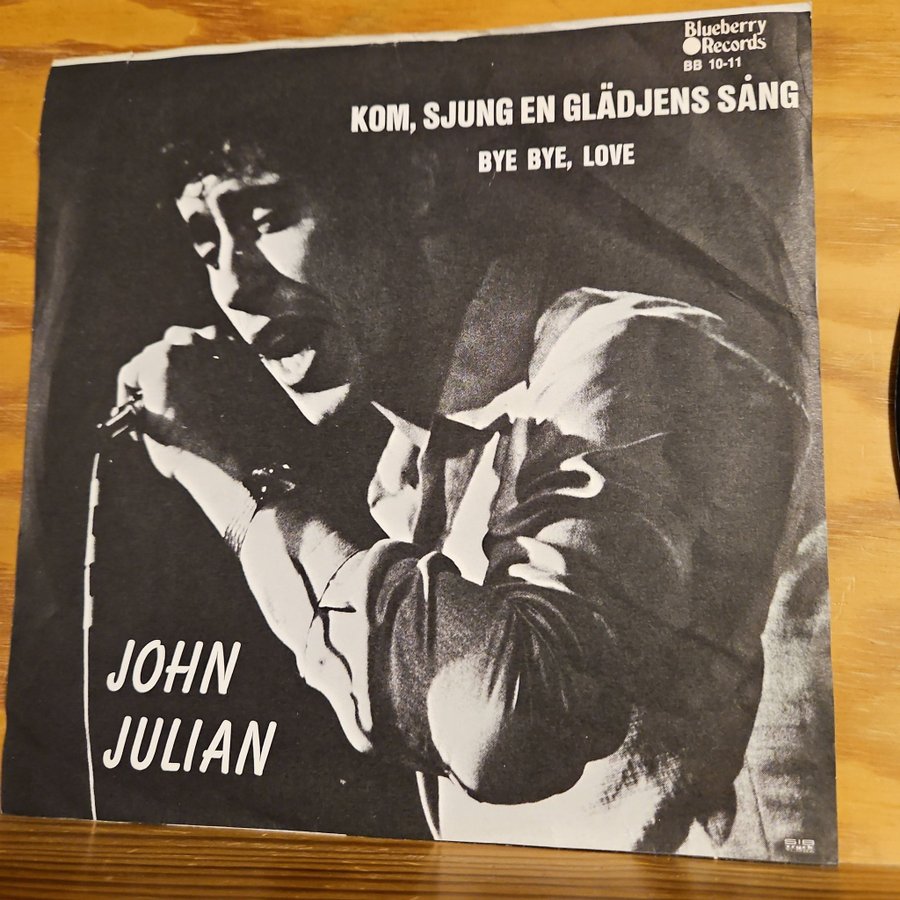 Blueberry
Records
BB 10-11
KOM, SJUNG EN GLÄDJENS SÅNG
BYE BYE, LOVE
JOHN
JULIAN